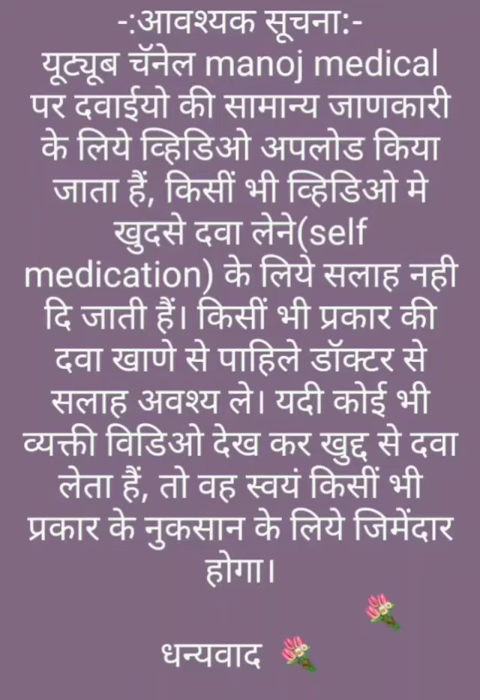 -:आवश्यक सूचना:-
यूट्यूब चॅनेल manoj medical
पर दवाईयो की सामान्य जाणकारी
के लिये व्हिडिओ अपलोड किया
जाता हैं, किसीं भी व्हिडिओ मे
खुदसे दवा लेने(self
medication) के लिये सलाह नही
दि जाती हैं। किसीं भी प्रकार की
दवा खाणे से पाहिले डॉक्टर से
सलाह अवश्य ले। यदी कोई भी
व्यक्ती विडिओ देख कर खुद्द से दवा
लेता हैं, तो वह स्वयं किसीं भी
प्रकार के नुकसान के लिये जिमेंदार
होगा।
धन्यवाद